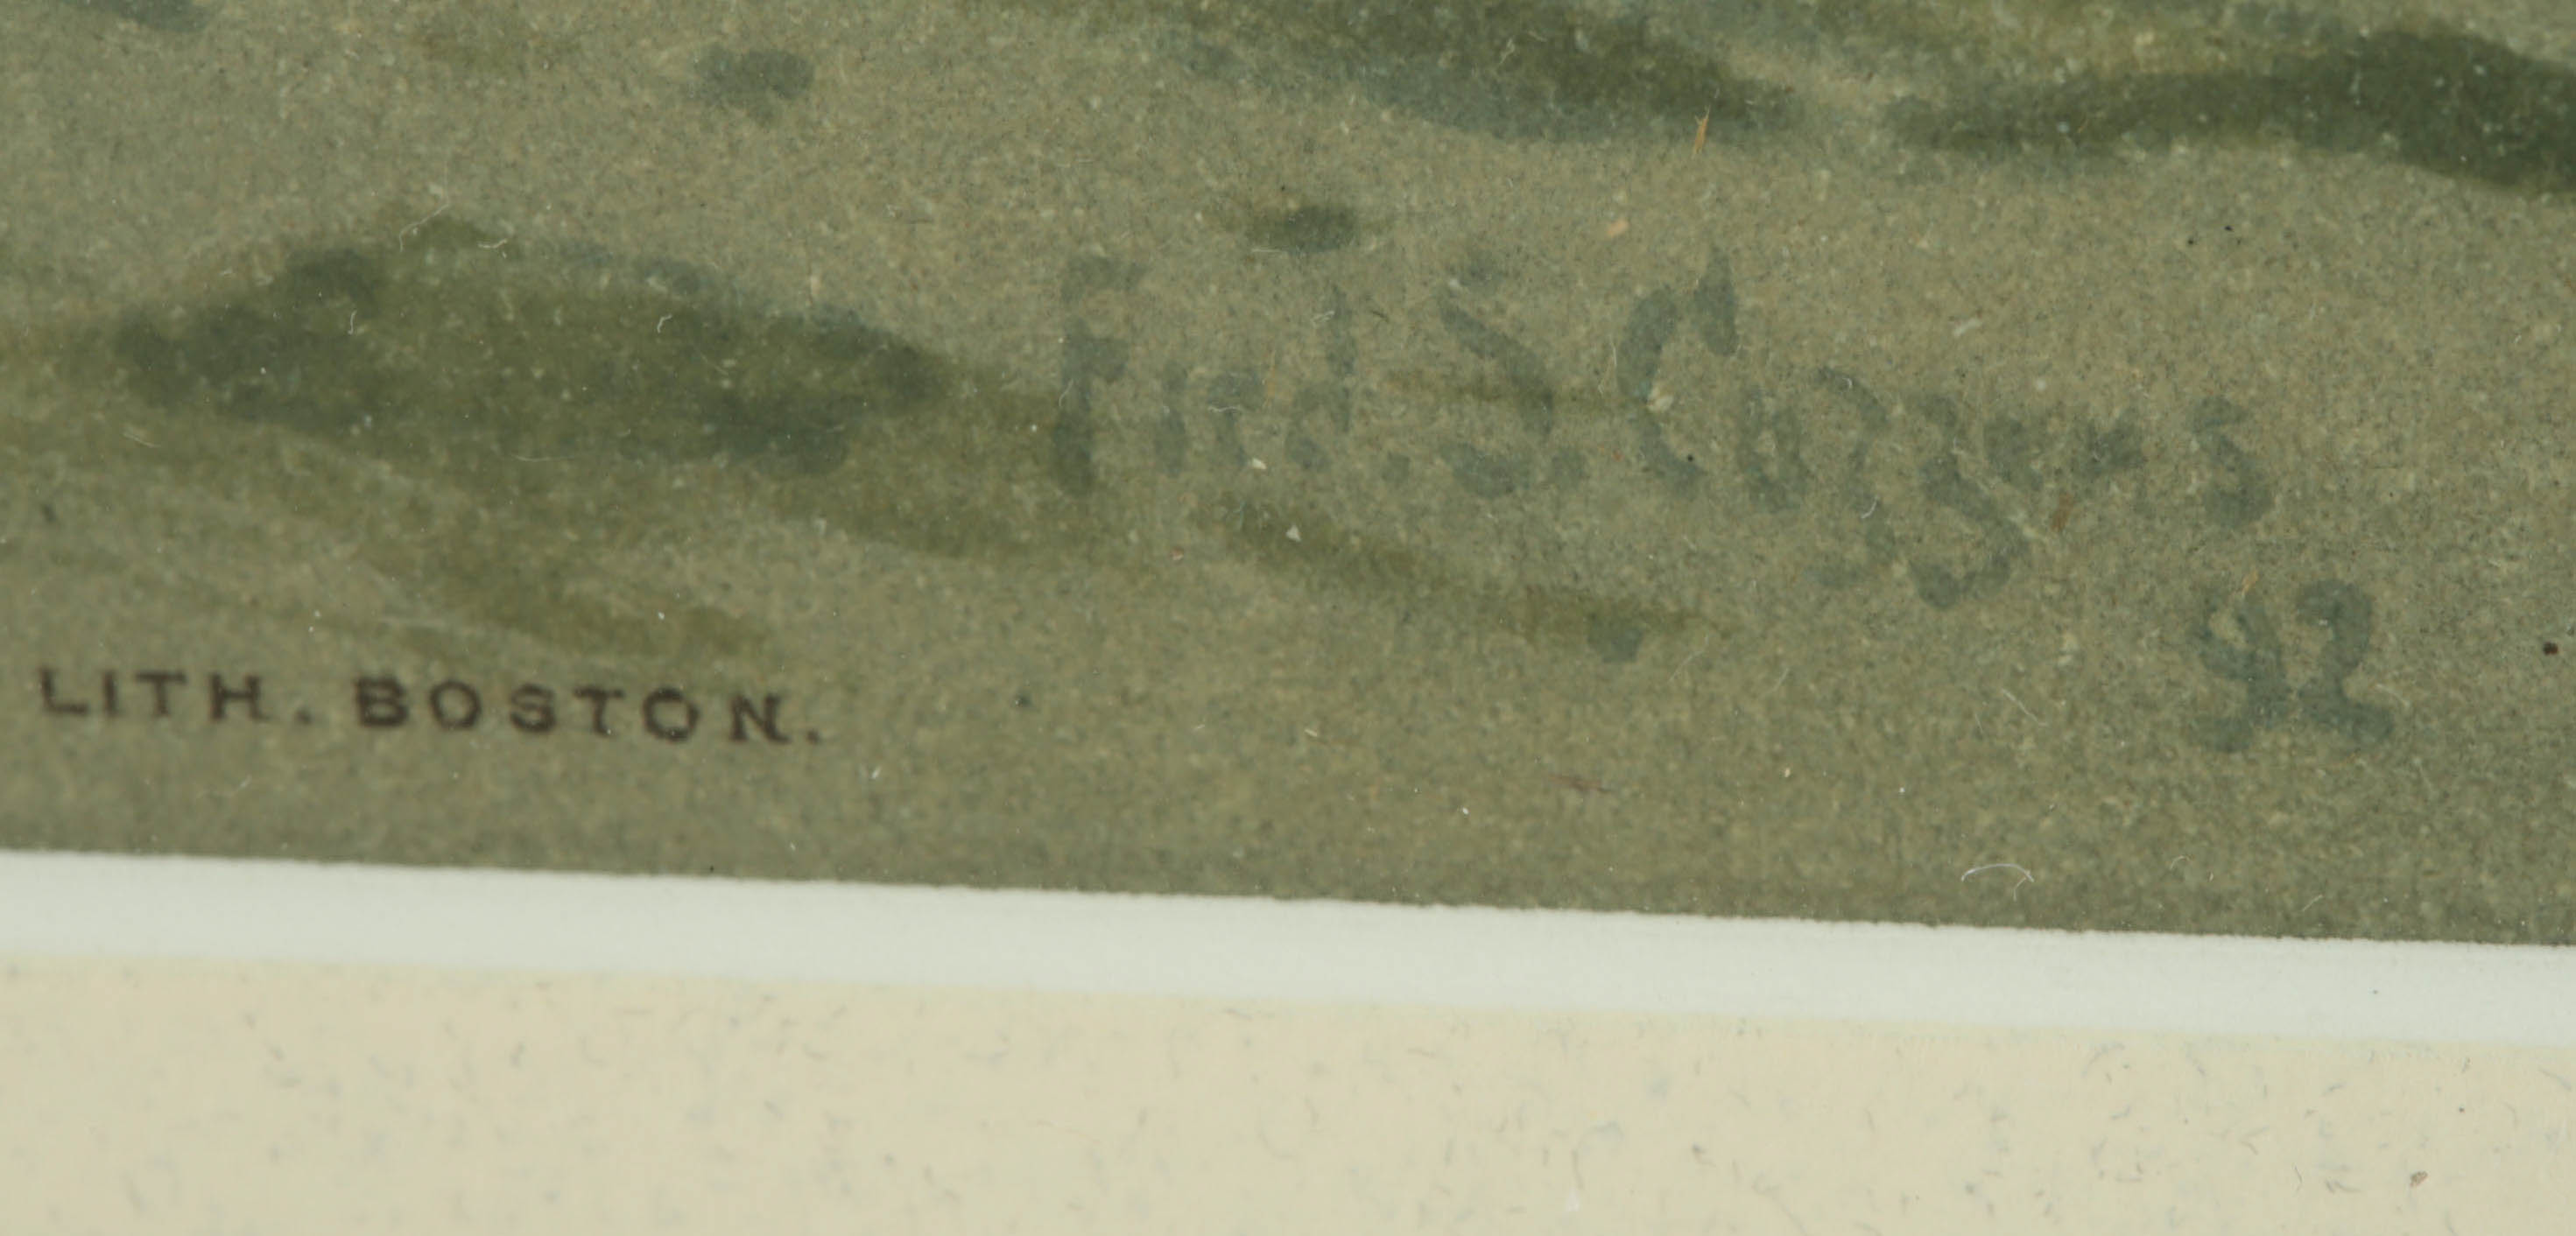 Fred. S. Cozzens
92
LITH. BOSTON.